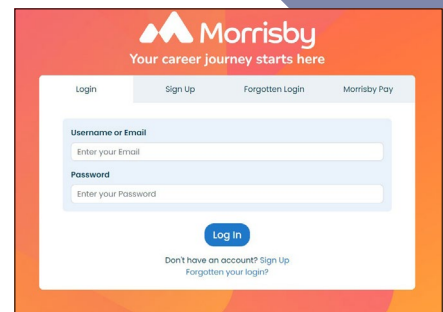 Morrisby
Your career journey starts here
Login Sign Up Forgotten Login Morrisby Pay
Username or Email
Enter your Email
Password
Enter your Password
Log In
Don't have an account? Sign Up
Forgotten your login?